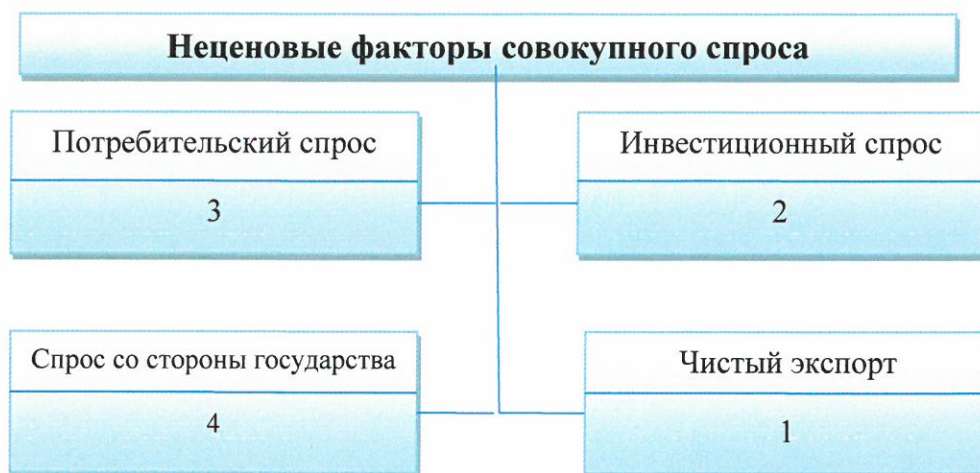 Неценовые факторы совокупного спроса
Потребительский спрос
3
Инвестиционный спрос
2
Спрос со стороны государства
4
Чистый экспорт
1